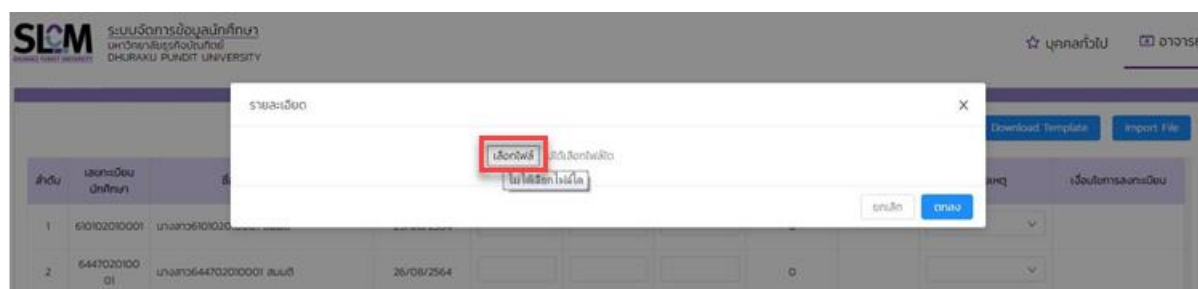 SLCM
ระบบจัดการข้อมูลนักศึกษา
มหาวิทยาลัยธุรกิจบัณฑิตย์
DHURAKIJ PUNDIT UNIVERSITY
บุคคลทั่วไป
อาจารย์
รายละเอียด
Download Template
Import File
เลือกไฟล์
ไม่ได้เลือกไฟล์ใด
ไม่ได้เลือกไฟล์ใด
ลำดับ
เลขทะเบียน
นักศึกษา
เงื่อนไขการลงทะเบียน
ยกเลิก
ตกลง
1
610102010001
2
6447020100
01
นางสาว644702010001 สมมติ
26/08/2564
0